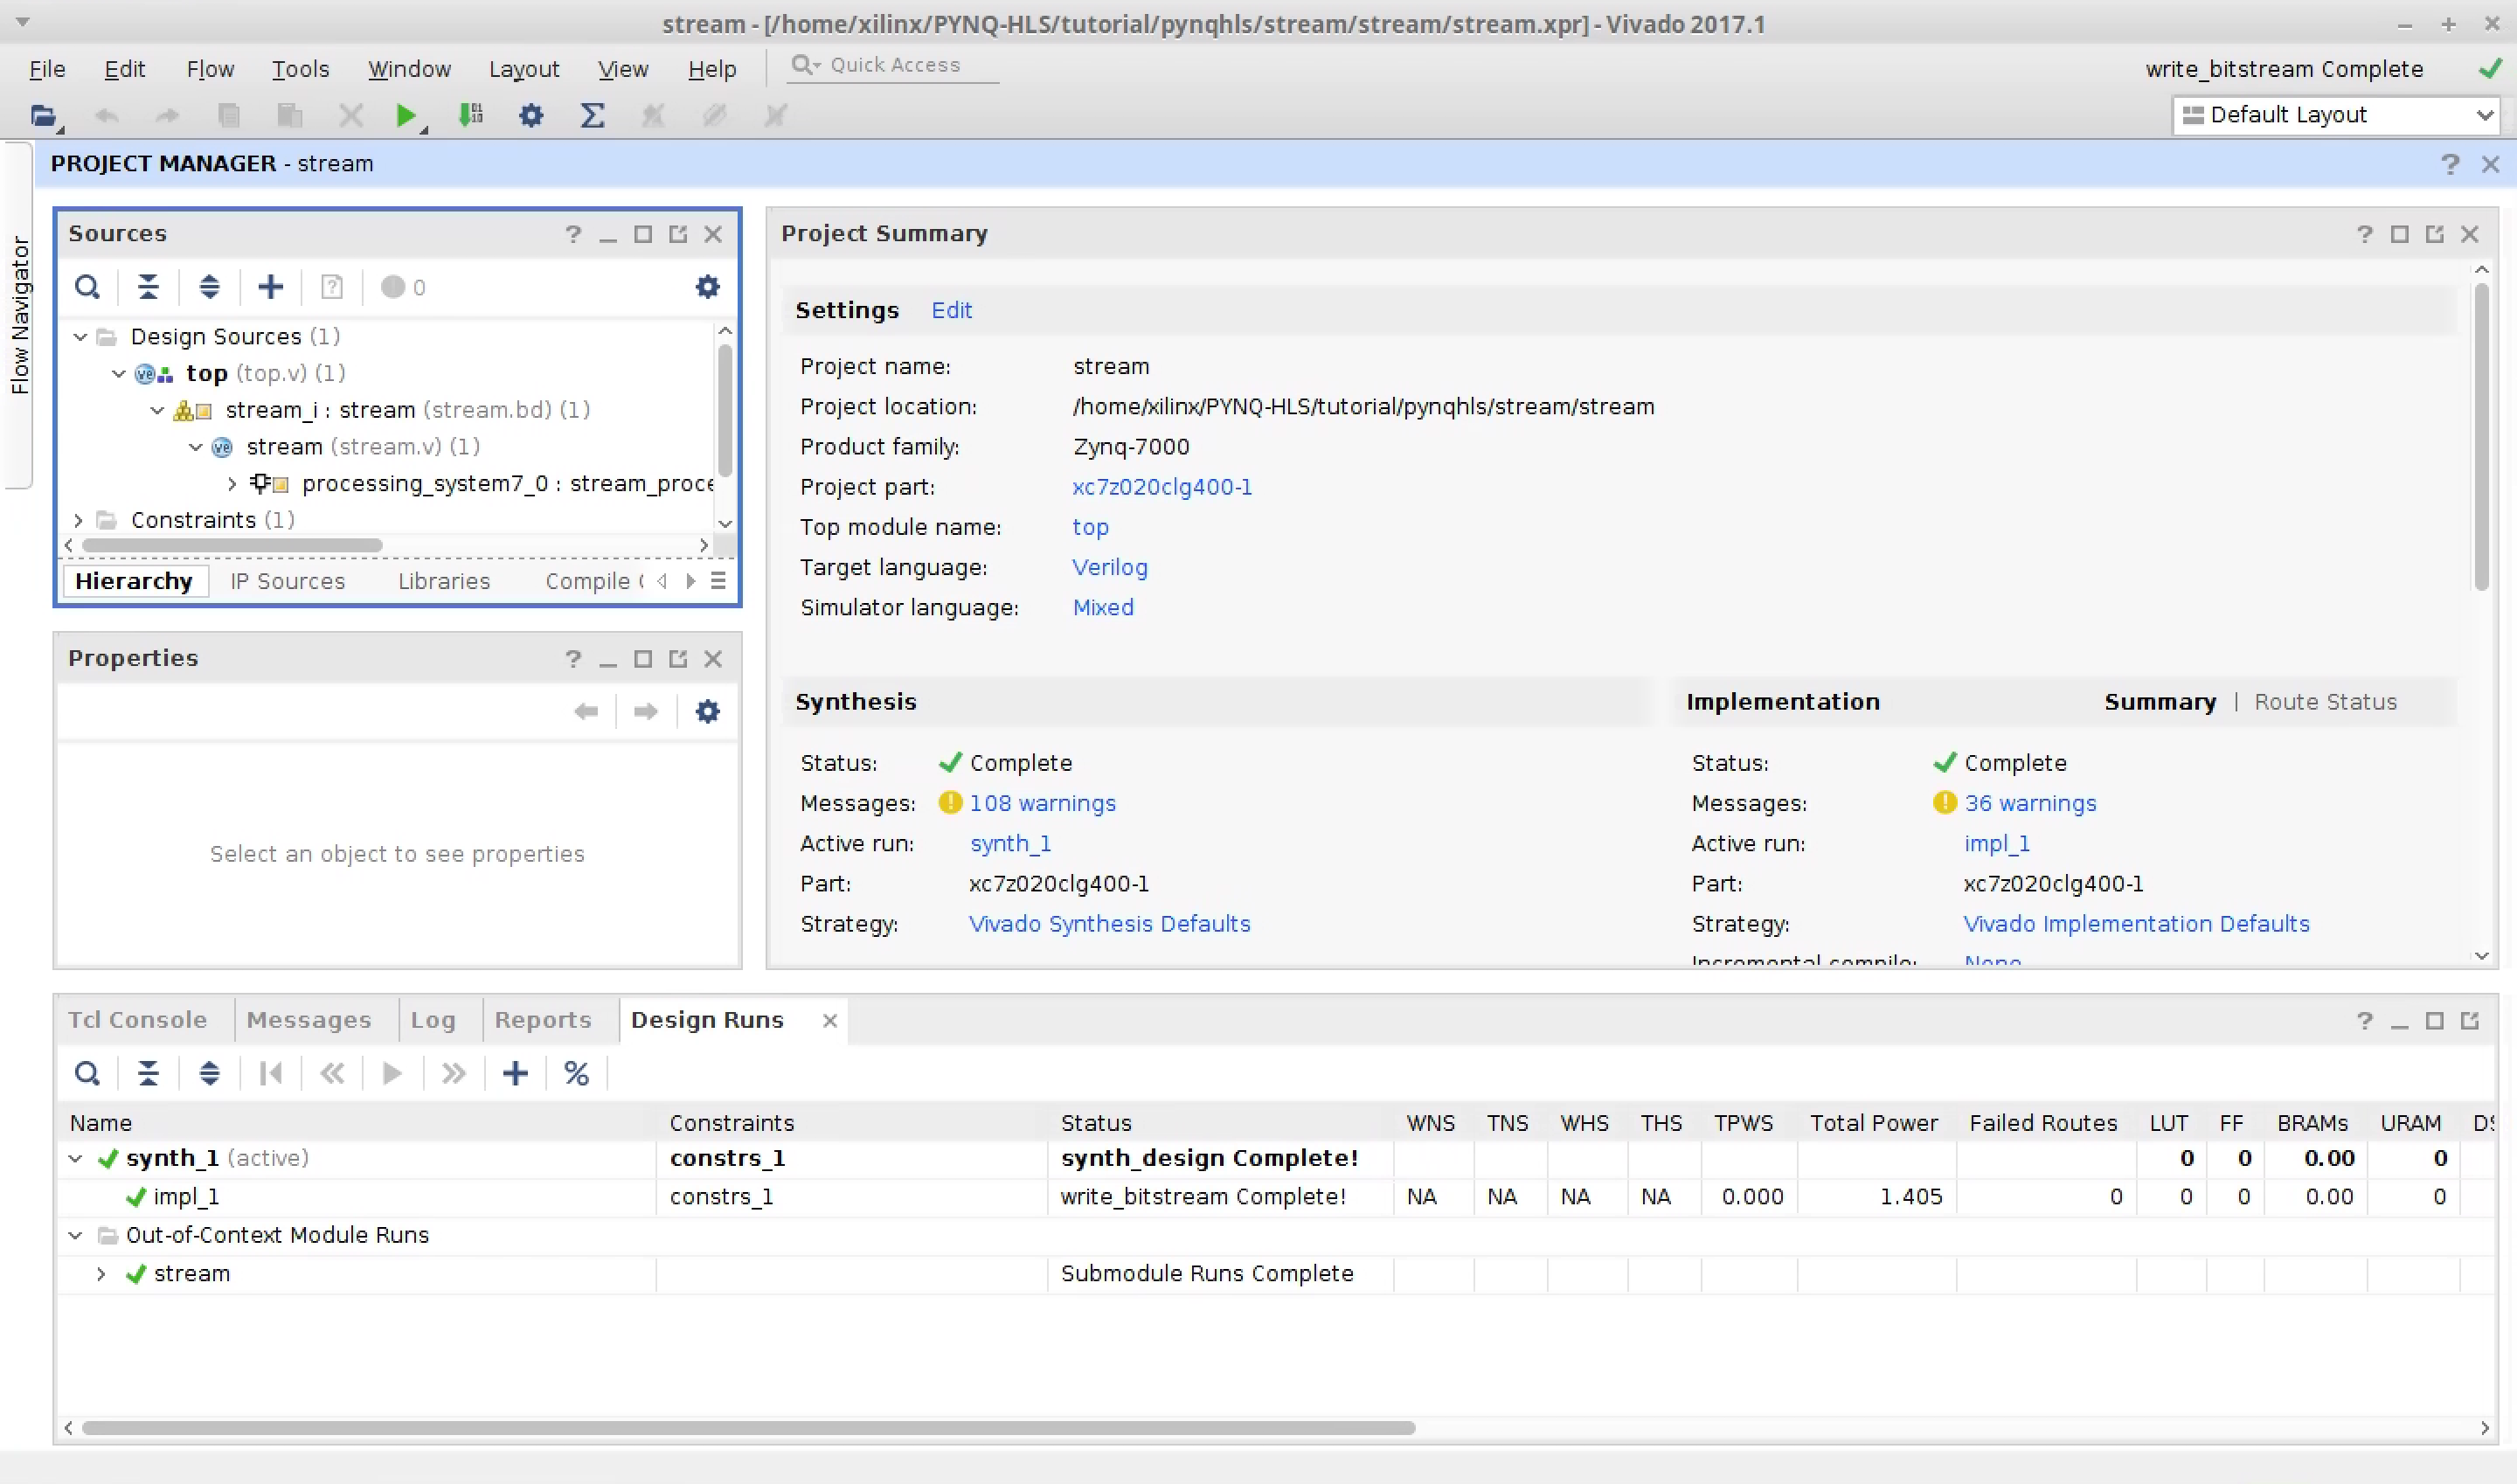 stream - [/home/xilinx/PYNQ-HLS/tutorial/pynqhls/stream/stream/stream.xpr] - Vivado 2017.1
File Edit Flow Tools Window Layout View Help Quick Access write_bitstream Complete
Default Layout
Flow Navigator
PROJECT MANAGER - stream
Sources
0
Design Sources (1)
top (top.v) (1)
stream_i : stream (stream.bd) (1)
stream (stream.v) (1)
processing_system7_0 : stream_proce
Constraints (1)
Hierarchy IP Sources Libraries Compile
Properties
Select an object to see properties
Project Summary
Settings Edit
Project name: stream
Project location: /home/xilinx/PYNQ-HLS/tutorial/pynqhls/stream/stream
Product family: Zynq-7000
Project part: xc7z020clg400-1
Top module name: top
Target language: Verilog
Simulator language: Mixed
Synthesis
Status: Complete
Messages: 108 warnings
Active run: synth_1
Part: xc7z020clg400-1
Strategy: Vivado Synthesis Defaults
Implementation Summary | Route Status
Status: Complete
Messages: 36 warnings
Active run: impl_1
Part: xc7z020clg400-1
Strategy: Vivado Implementation Defaults
Incremental compile: None
Tcl Console Messages Log Reports Design Runs
Name Constraints Status WNS TNS WHS THS TPWS Total Power Failed Routes LUT FF BRAMs URAM
synth_1 (active) constrs_1 synth_design Complete! 0 0 0.00 0
impl_1 constrs_1 write_bitstream Complete! NA NA NA NA 0.000 1.405 0 0 0 0.00 0
Out-of-Context Module Runs
stream Submodule Runs Complete